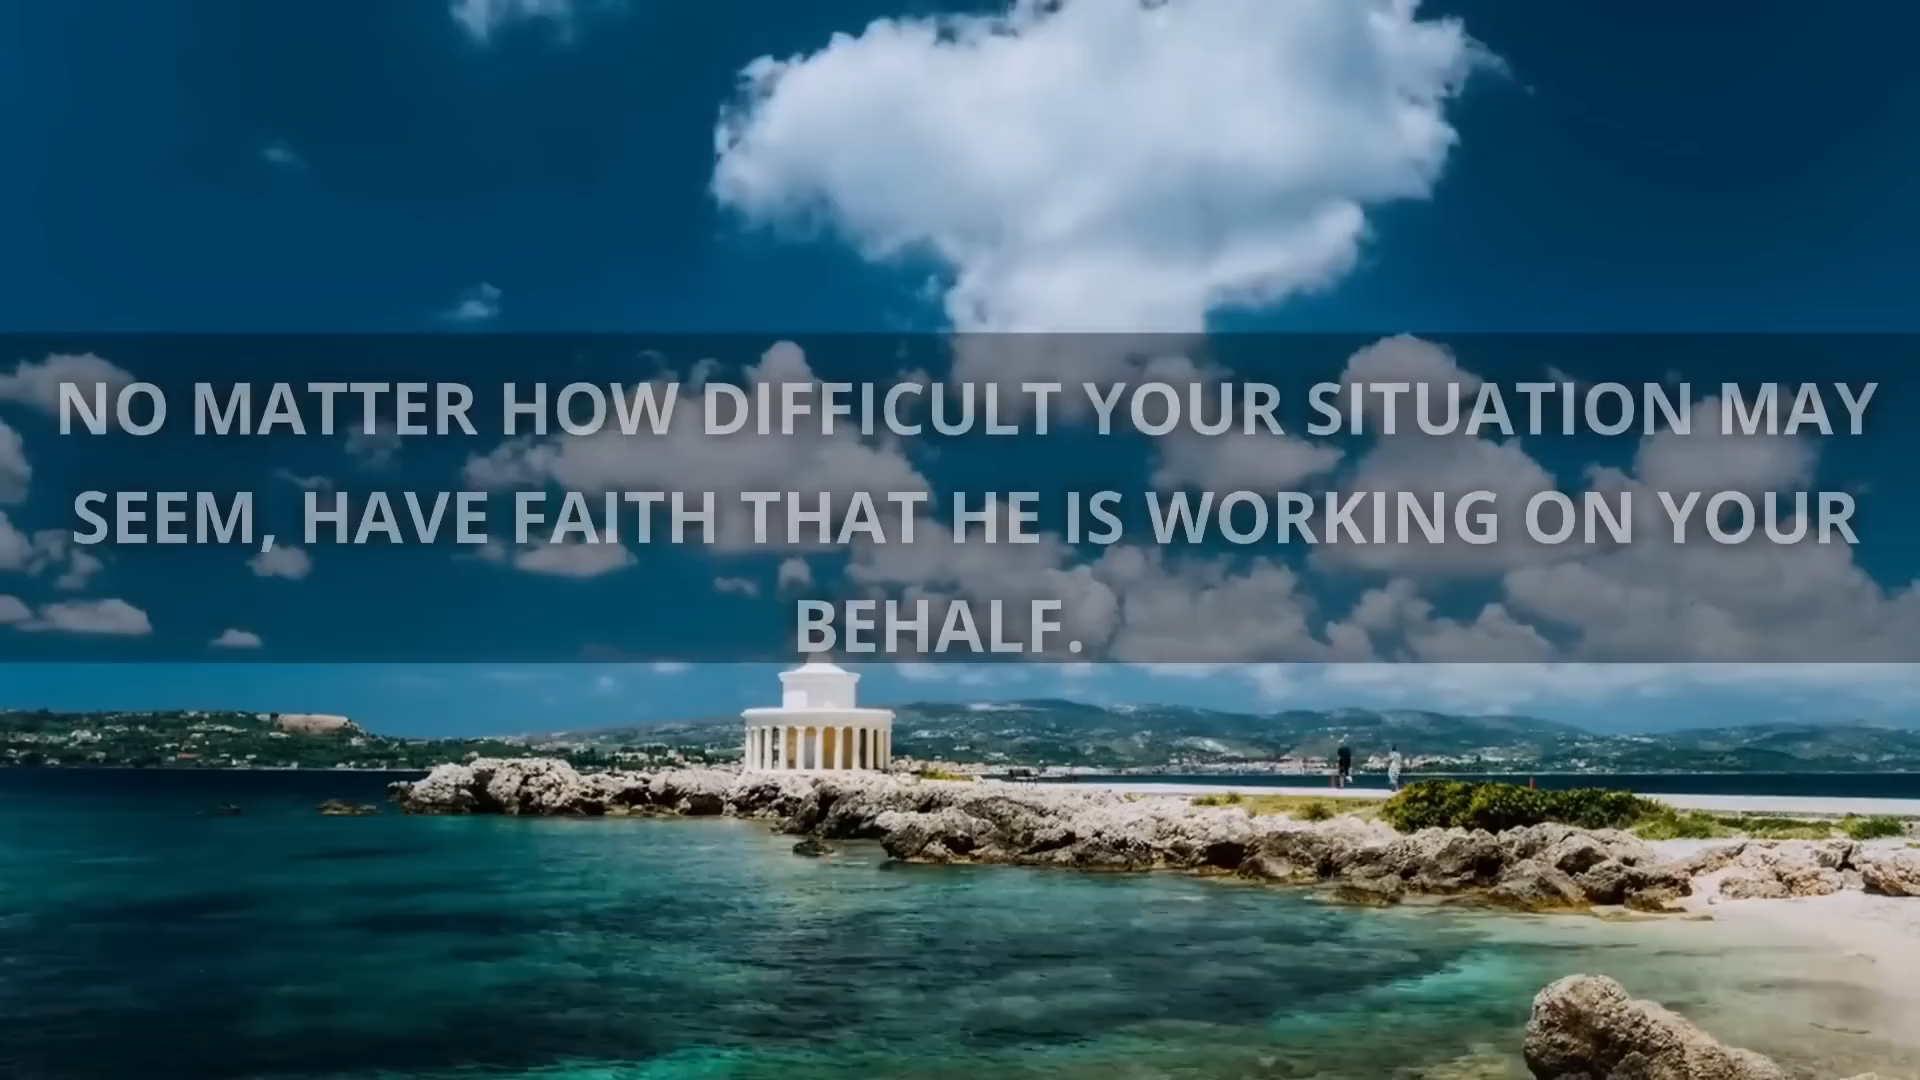 NO MATTER HOW DIFFICULT YOUR SITUATION MAY
SEEM, HAVE FAITH THAT HE IS WORKING ON YOUR
BEHALF.